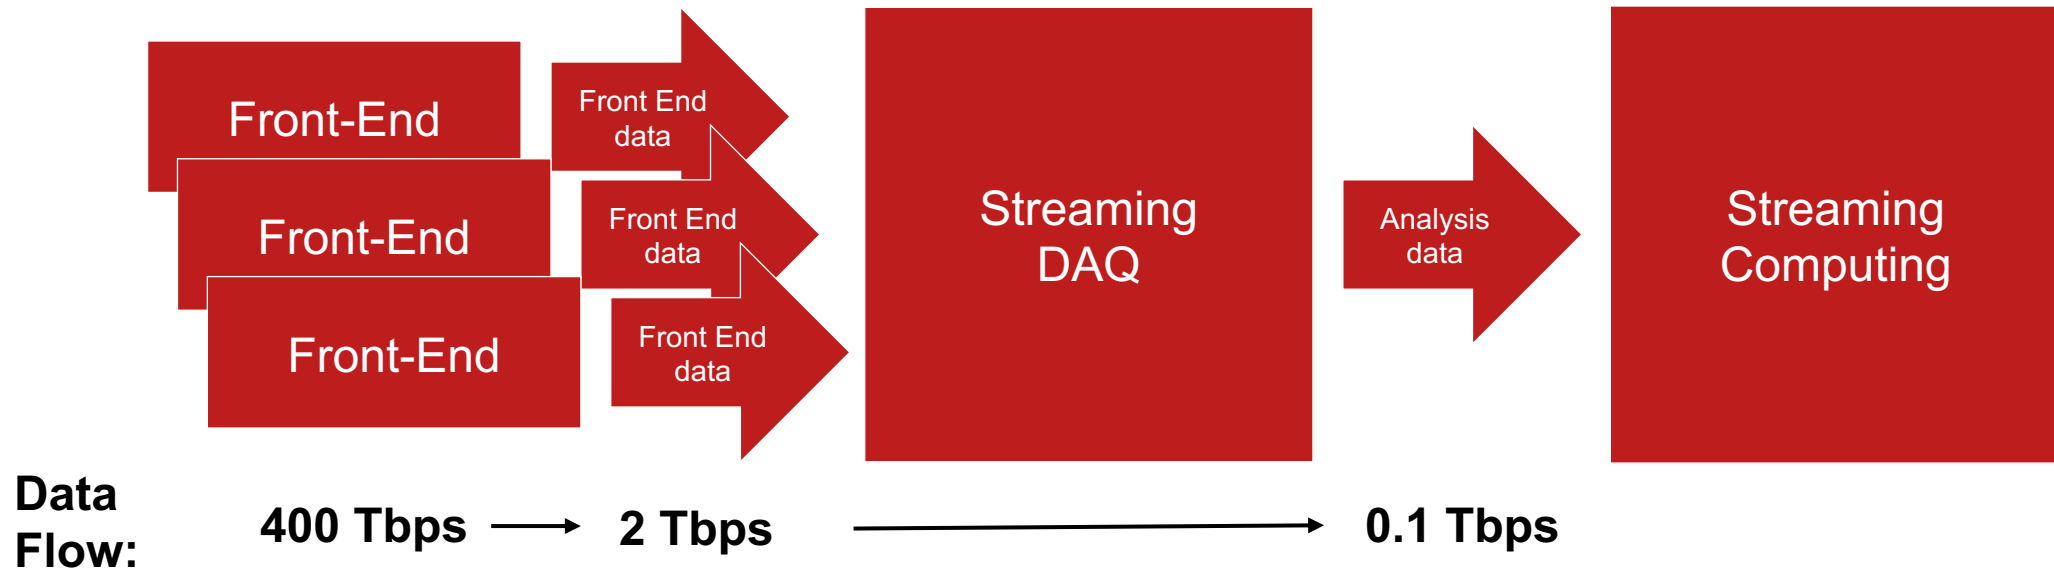 Front-End
Front End
data
Front-End
Front End
data
Front-End
Front End
data
Streaming
DAQ
Analysis
data
Streaming
Computing
Data
Flow:
400 Tbps
2 Tbps
0.1 Tbps